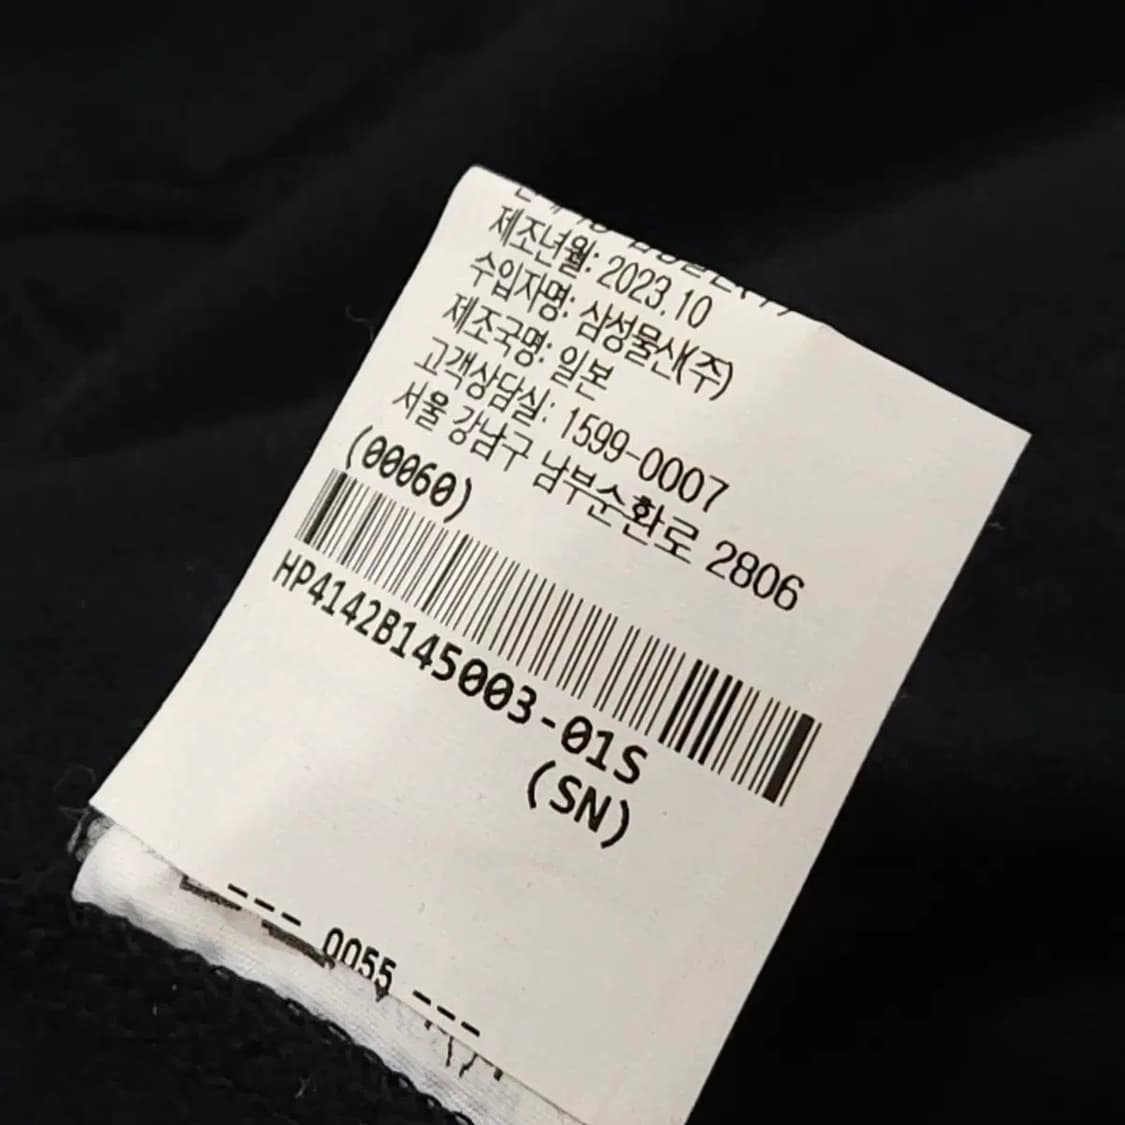 제조년월: 2023.10
수입자명: 삼성물산(주)
제조국명: 일본
고객상담실: 1599-0007
서울 강남구 남부순환로 2806
(00060)
HP4142B145003-01S
(SN)
--- 0055 ---